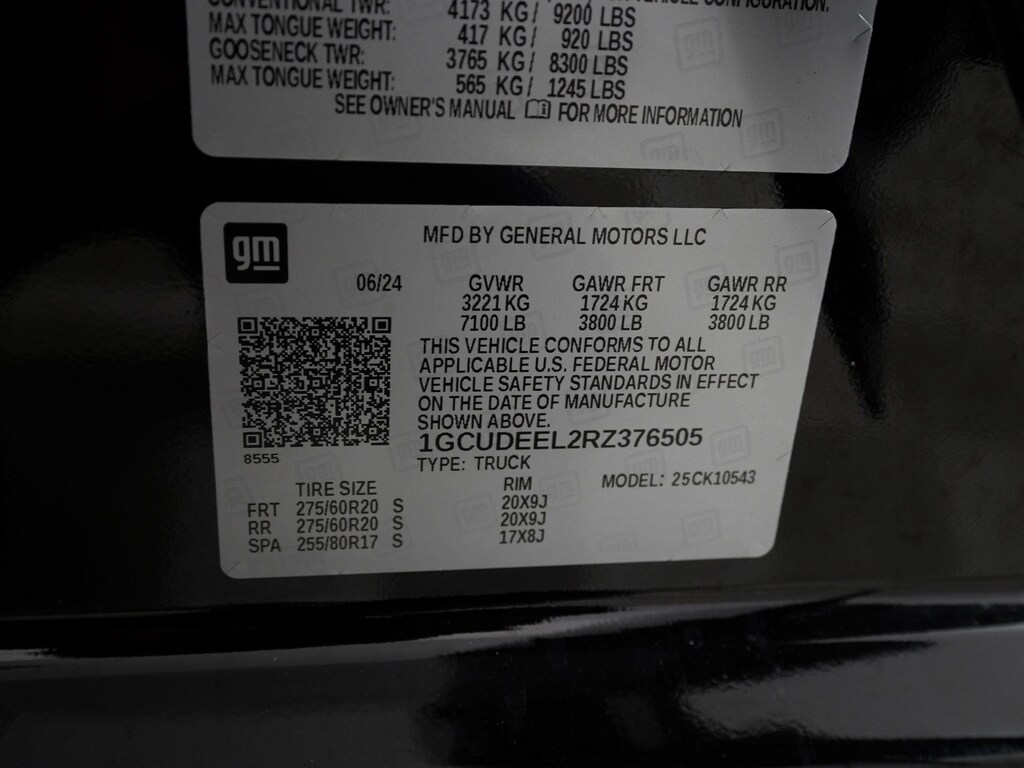 CONVENTIONAL TWR: 4173 KG/ 9200 LBS
MAX TONGUE WEIGHT: 417 KG/ 920 LBS
GOOSENECK TWR: 3765 KG/ 8300 LBS
MAX TONGUE WEIGHT: 565 KG/ 1245 LBS
SEE OWNER'S MANUAL FOR MORE INFORMATION
gm
MFD BY GENERAL MOTORS LLC
06/24 GVWR GAWR FRT GAWR RR
3221 KG 1724 KG 1724 KG
7100 LB 3800 LB 3800 LB
THIS VEHICLE CONFORMS TO ALL
APPLICABLE U.S. FEDERAL MOTOR
VEHICLE SAFETY STANDARDS IN EFFECT
ON THE DATE OF MANUFACTURE
SHOWN ABOVE.
1GCUDEEL2RZ376505
8555
TYPE: TRUCK
MODEL: 25CK10543
TIRE SIZE RIM
FRT 275/60R20 S 20X9J
RR 275/60R20 S 20X9J
SPA 255/80R17 S 17X8J